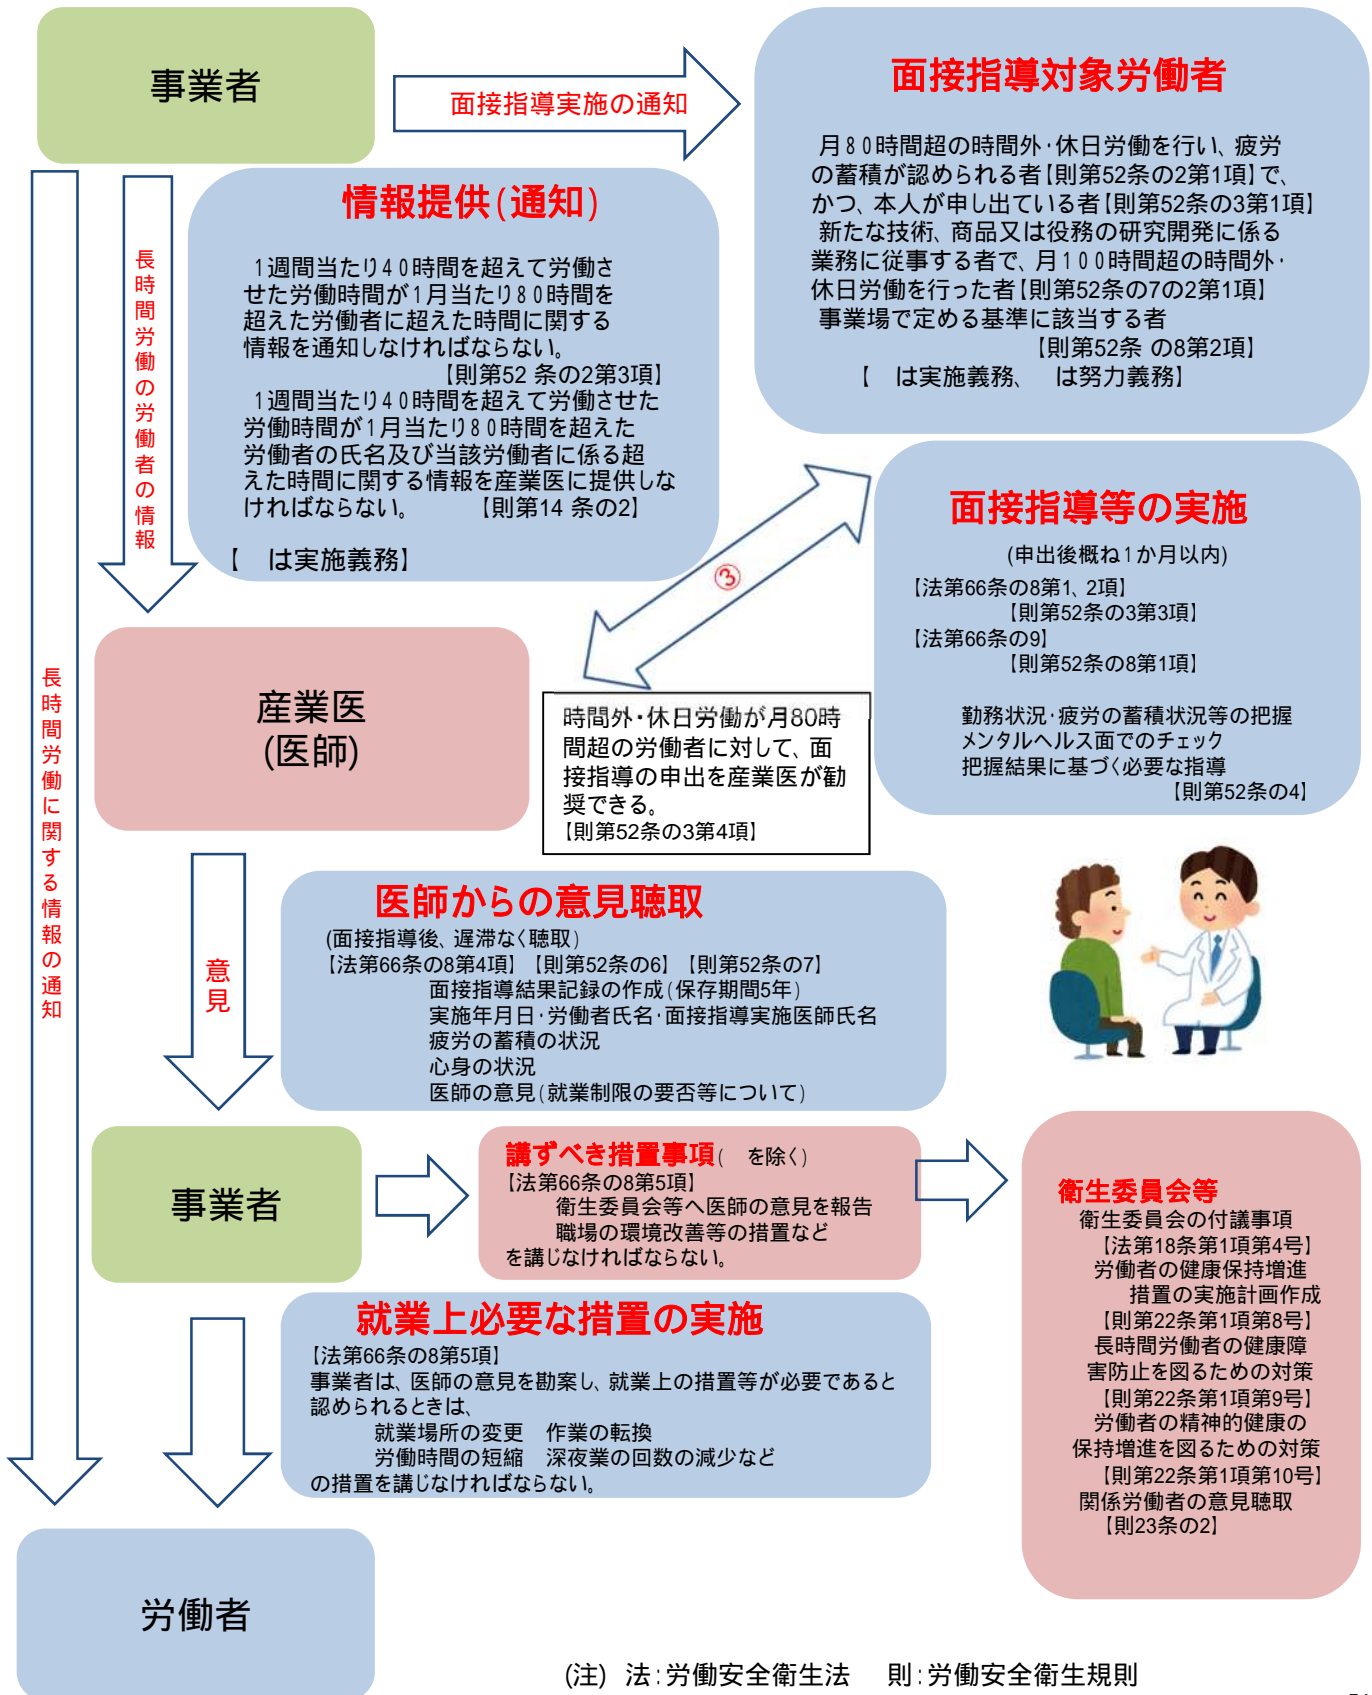 事業者
面接指導実施の通知
面接指導対象労働者
月80時間超の時間外･休日労働を行い、疲労
の蓄積が認められる者【則第52条の2第1項】で、
かつ、本人が申し出ている者【則第52条の3第1項】
新たな技術、商品又は役務の研究開発に係る
業務に従事する者で、月100時間超の時間外･
休日労働を行った者【則第52条の7の2第1項】
事業場で定める基準に該当する者
【則第52条 の8第2項】
【　は実施義務、　は努力義務】
情報提供(通知)
1週間当たり40時間を超えて労働さ
せた労働時間が1月当たり80時間を
超えた労働者に超えた時間に関する
情報を通知しなければならない。
【則第52 条の2第3項】
1週間当たり40時間を超えて労働させた
労働時間が1月当たり80時間を超えた
労働者の氏名及び当該労働者に係る超
えた時間に関する情報を産業医に提供しな
ければならない。　【則第14 条の2】
【　は実施義務】
長時間労働の労働者の情報
長時間労働に関する情報の通知
面接指導等の実施
(申出後概ね1か月以内)
【法第66条の8第1、2項】
【則第52条の3第3項】
【法第66条の9】
【則第52条の8第1項】
勤務状況･疲労の蓄積状況等の把握
メンタルヘルス面でのチェック
把握結果に基づく必要な指導
【則第52条の4】
③
産業医
(医師)
時間外･休日労働が月80時
間超の労働者に対して、面
接指導の申出を産業医が勧
奨できる。
【則第52条の3第4項】
意見
医師からの意見聴取
(面接指導後、遅滞なく聴取)
【法第66条の8第4項】【則第52条の6】【則第52条の7】
面接指導結果記録の作成(保存期間5年)
実施年月日･労働者氏名･面接指導実施医師氏名
疲労の蓄積の状況
心身の状況
医師の意見(就業制限の要否等について)
事業者
講ずべき措置事項(　を除く)
【法第66条の8第5項】
衛生委員会等へ医師の意見を報告
職場の環境改善等の措置など
を講じなければならない。
衛生委員会等
衛生委員会の付議事項
【法第18条第1項第4号】
労働者の健康保持増進
措置の実施計画作成
【則第22条第1項第8号】
長時間労働者の健康障
害防止を図るための対策
【則第22条第1項第9号】
労働者の精神的健康の
保持増進を図るための対策
【則第22条第1項第10号】
関係労働者の意見聴取
【則23条の2】
就業上必要な措置の実施
【法第66条の8第5項】
事業者は、医師の意見を勘案し、就業上の措置等が必要であると
認められるときは、
就業場所の変更　作業の転換
労働時間の短縮　深夜業の回数の減少など
の措置を講じなければならない。
労働者
(注) 法:労働安全衛生法　則:労働安全衛生規則